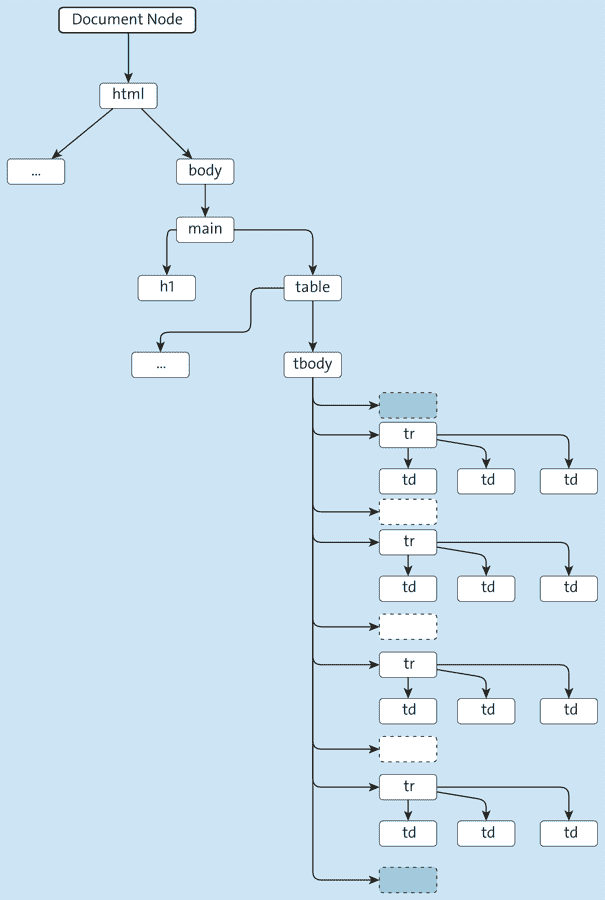 Document Node
html
...
body
main
h1
table
...
tbody
tr
td
td
td
tr
td
td
td
tr
td
td
td
tr
td
td
td